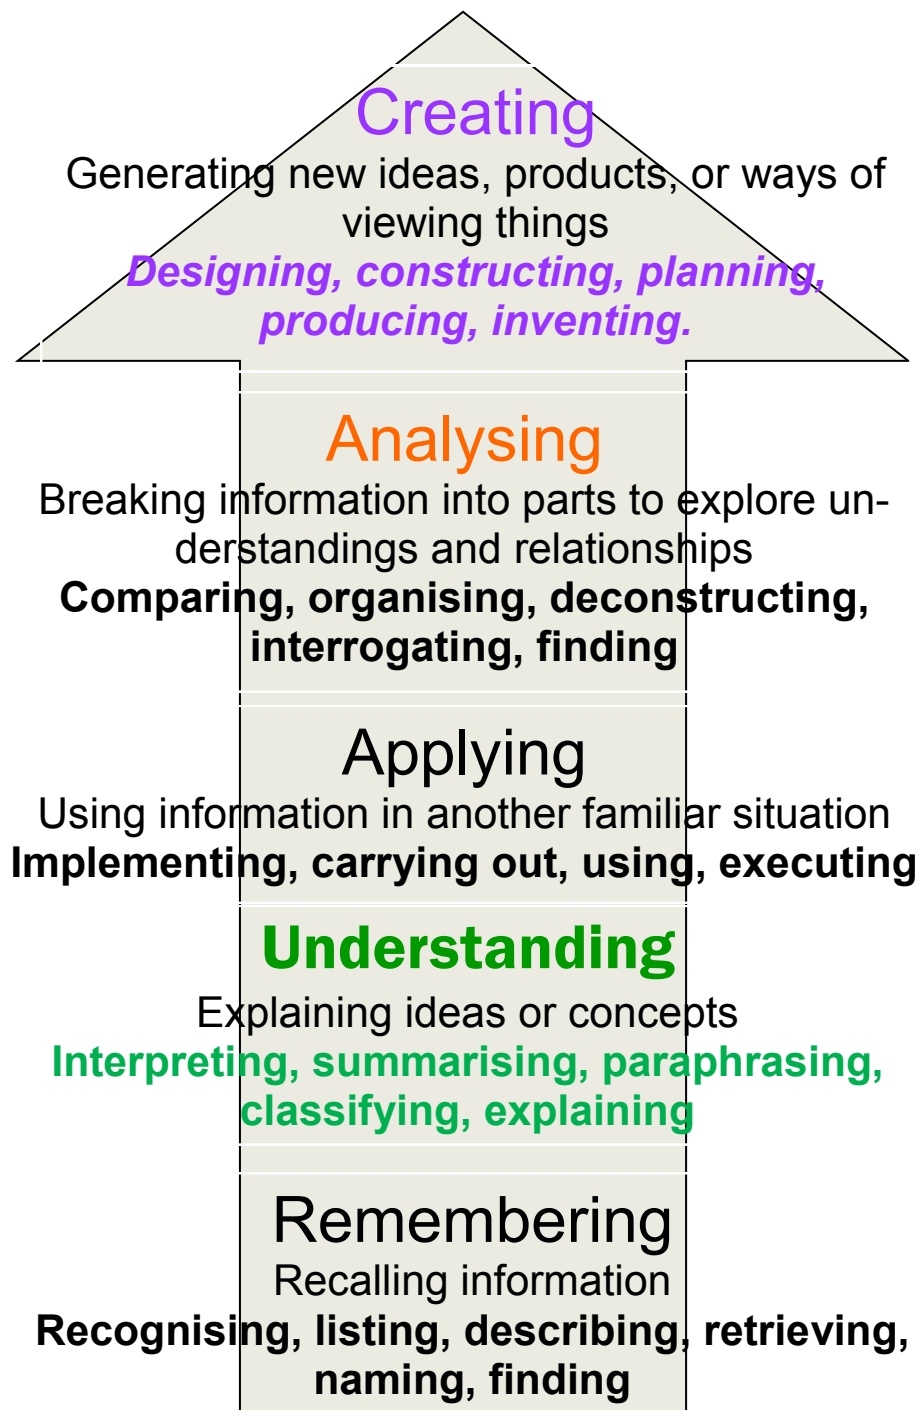 Creating
Generating new ideas, products, or ways of
viewing things
Designing, constructing, planning,
producing, inventing.
Analysing
Breaking information into parts to explore un-
derstandings and relationships
Comparing, organising, deconstructing,
interrogating, finding
Applying
Using information in another familiar situation
Implementing, carrying out, using, executing
Understanding
Explaining ideas or concepts
Interpreting, summarising, paraphrasing,
classifying, explaining
Remembering
Recalling information
Recognising, listing, describing, retrieving,
naming, finding